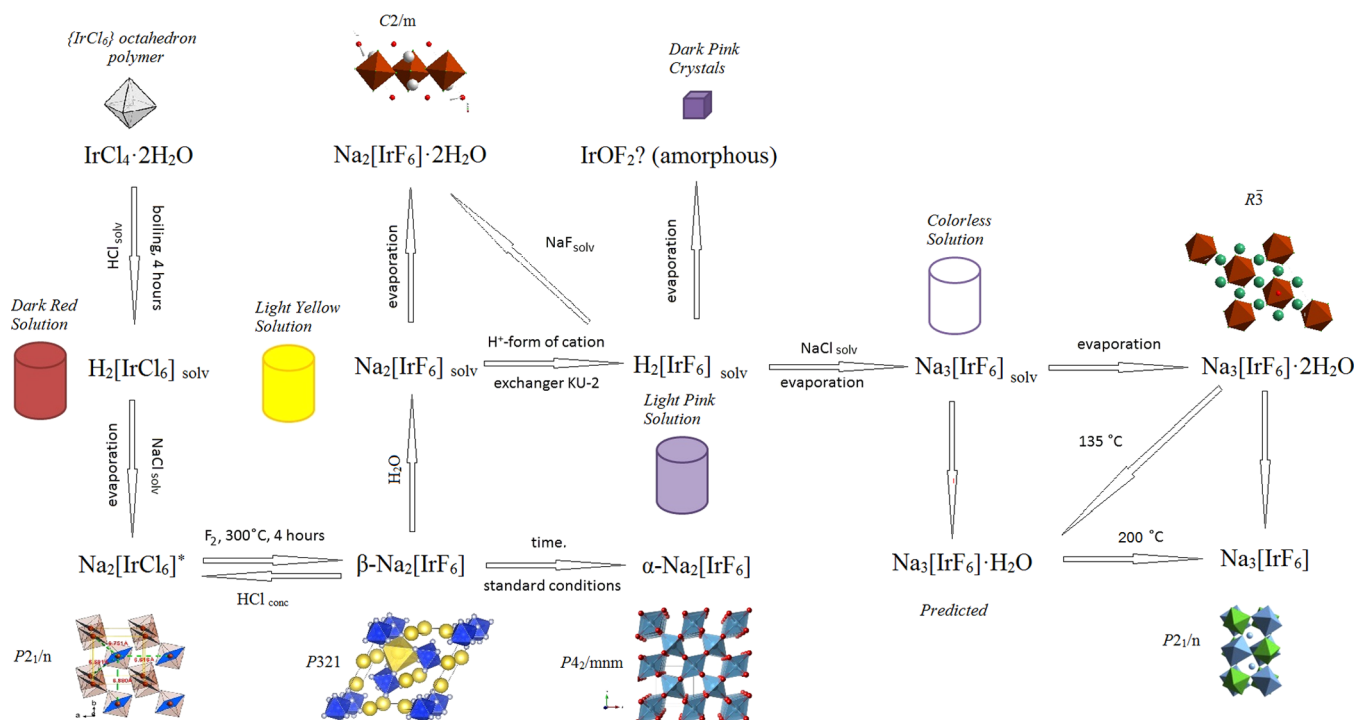 {IrCl₆} octahedron
polymer
C2/m
Dark Pink
Crystals
IrCl₄·2H₂O
Na₂[IrF₆]·2H₂O
IrOF₂? (amorphous)
HCl solv
boiling, 4 hours
evaporation
NaF solv
evaporation
Colorless
Solution
R3̅
Dark Red
Solution
Light Yellow
Solution
H₂[IrCl₆] solv
Na₂[IrF₆] solv
H⁺-form of cation
exchanger KU-2
H₂[IrF₆] solv
NaCl solv
evaporation
Na₃[IrF₆] solv
evaporation
Na₃[IrF₆]·2H₂O
Light Pink
Solution
evaporation
NaCl solv
H₂O
135 ˚C
Na₂[IrCl₆]*
F₂, 300˚C, 4 hours
HCl conc
β-Na₂[IrF₆]
time.
standard conditions
α-Na₂[IrF₆]
Na₃[IrF₆]·H₂O
200 ˚C
Na₃[IrF₆]
Predicted
P2₁/n
P321
P4₂/mnm
P2₁/n
b
a